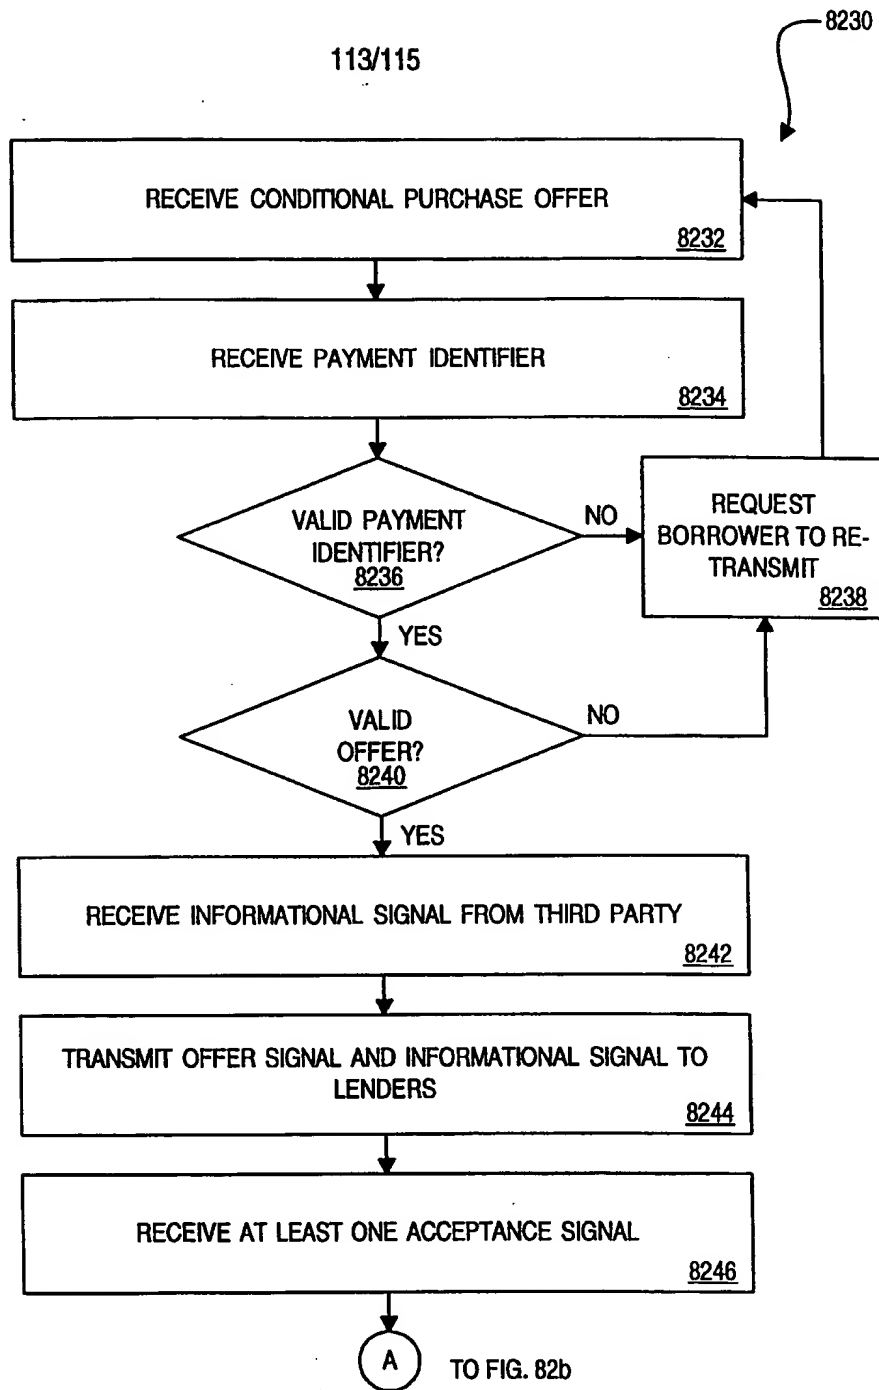 8230
113/115
RECEIVE CONDITIONAL PURCHASE OFFER
8232
RECEIVE PAYMENT IDENTIFIER
8234
VALID PAYMENT
IDENTIFIER?
8236
NO
REQUEST
BORROWER TO RE-
TRANSMIT
8238
YES
VALID
OFFER?
8240
NO
YES
RECEIVE INFORMATIONAL SIGNAL FROM THIRD PARTY
8242
TRANSMIT OFFER SIGNAL AND INFORMATIONAL SIGNAL TO
LENDERS
8244
RECEIVE AT LEAST ONE ACCEPTANCE SIGNAL
8246
A
TO FIG. 82b